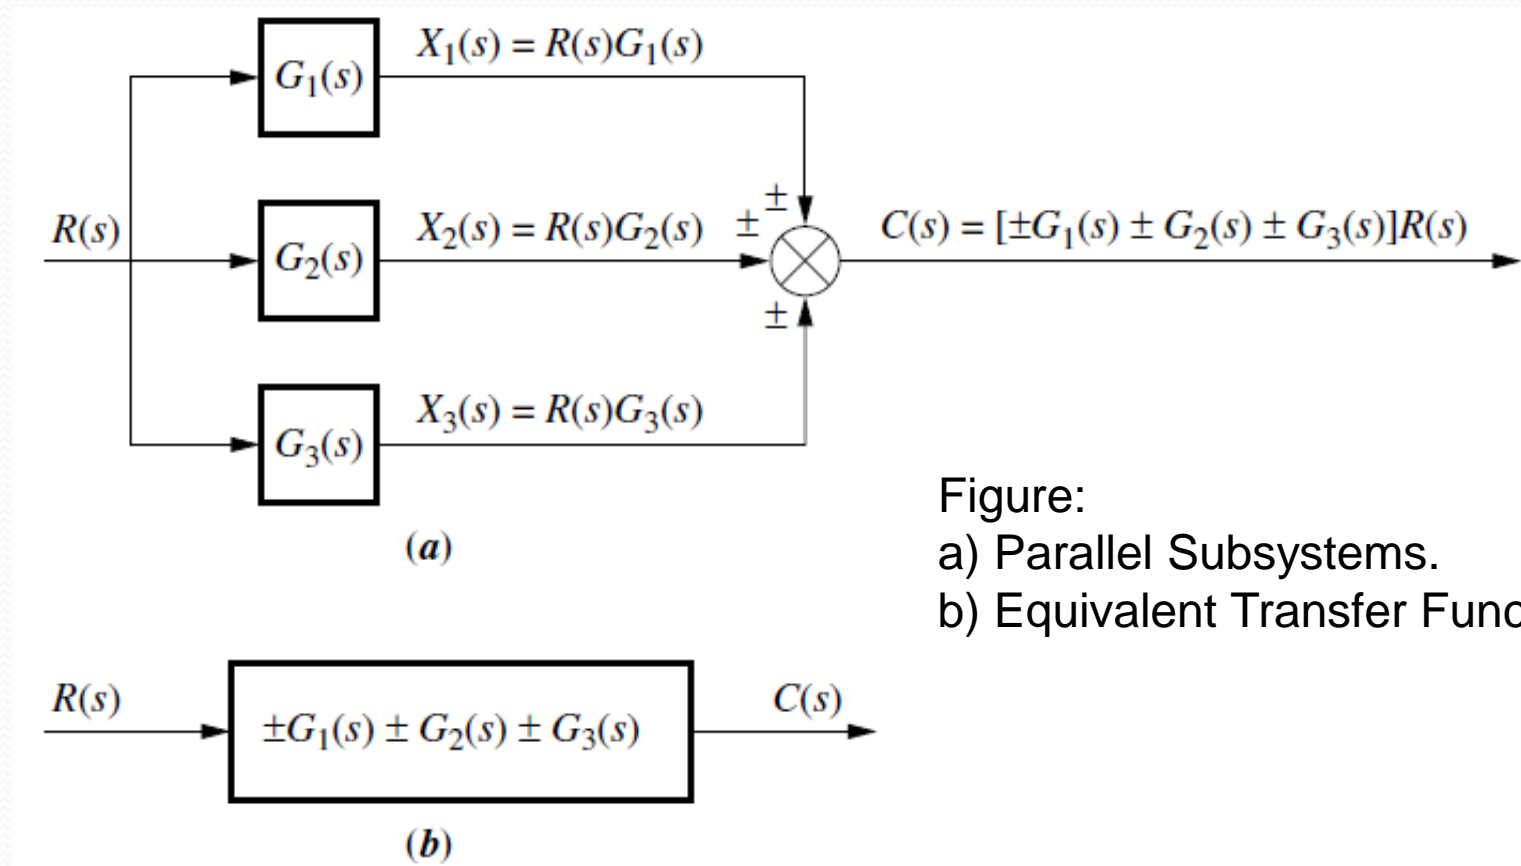 X₁(s) = R(s)G₁(s)
G₁(s)
±
R(s)
X₂(s) = R(s)G₂(s)
±
C(s) = [±G₁(s) ± G₂(s) ± G₃(s)]R(s)
G₂(s)
±
X₃(s) = R(s)G₃(s)
G₃(s)
(a)
Figure:
a) Parallel Subsystems.
b) Equivalent Transfer
R(s)
±G₁(s) ± G₂(s) ± G₃(s)
C(s)
(b)